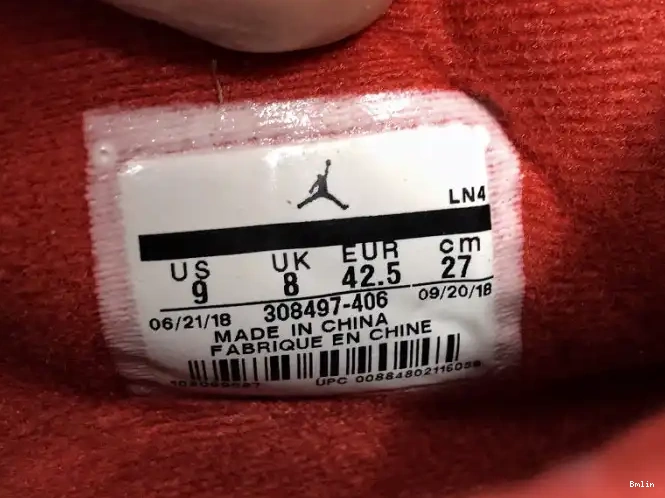 LN4
US UK EUR cm
9 8 42.5 27
06/21/18 308497-406 09/20/18
MADE IN CHINA
FABRIQUE EN CHINE
UPC 00884802116056
Bmlin